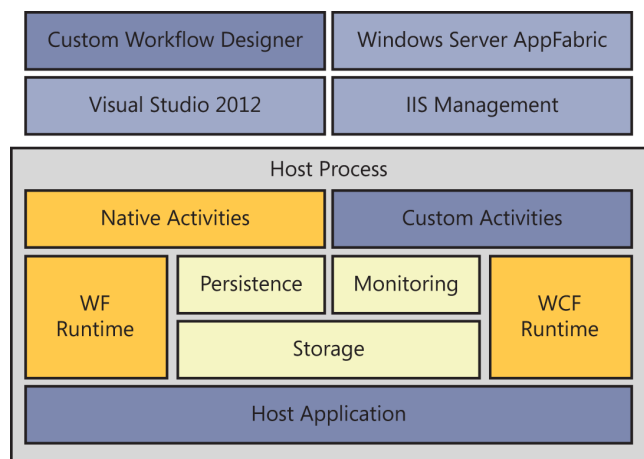 Custom Workflow Designer
Windows Server AppFabric
Visual Studio 2012
IIS Management
Host Process
Native Activities
Custom Activities
WF
Runtime
Persistence
Monitoring
WCF
Runtime
Storage
Host Application